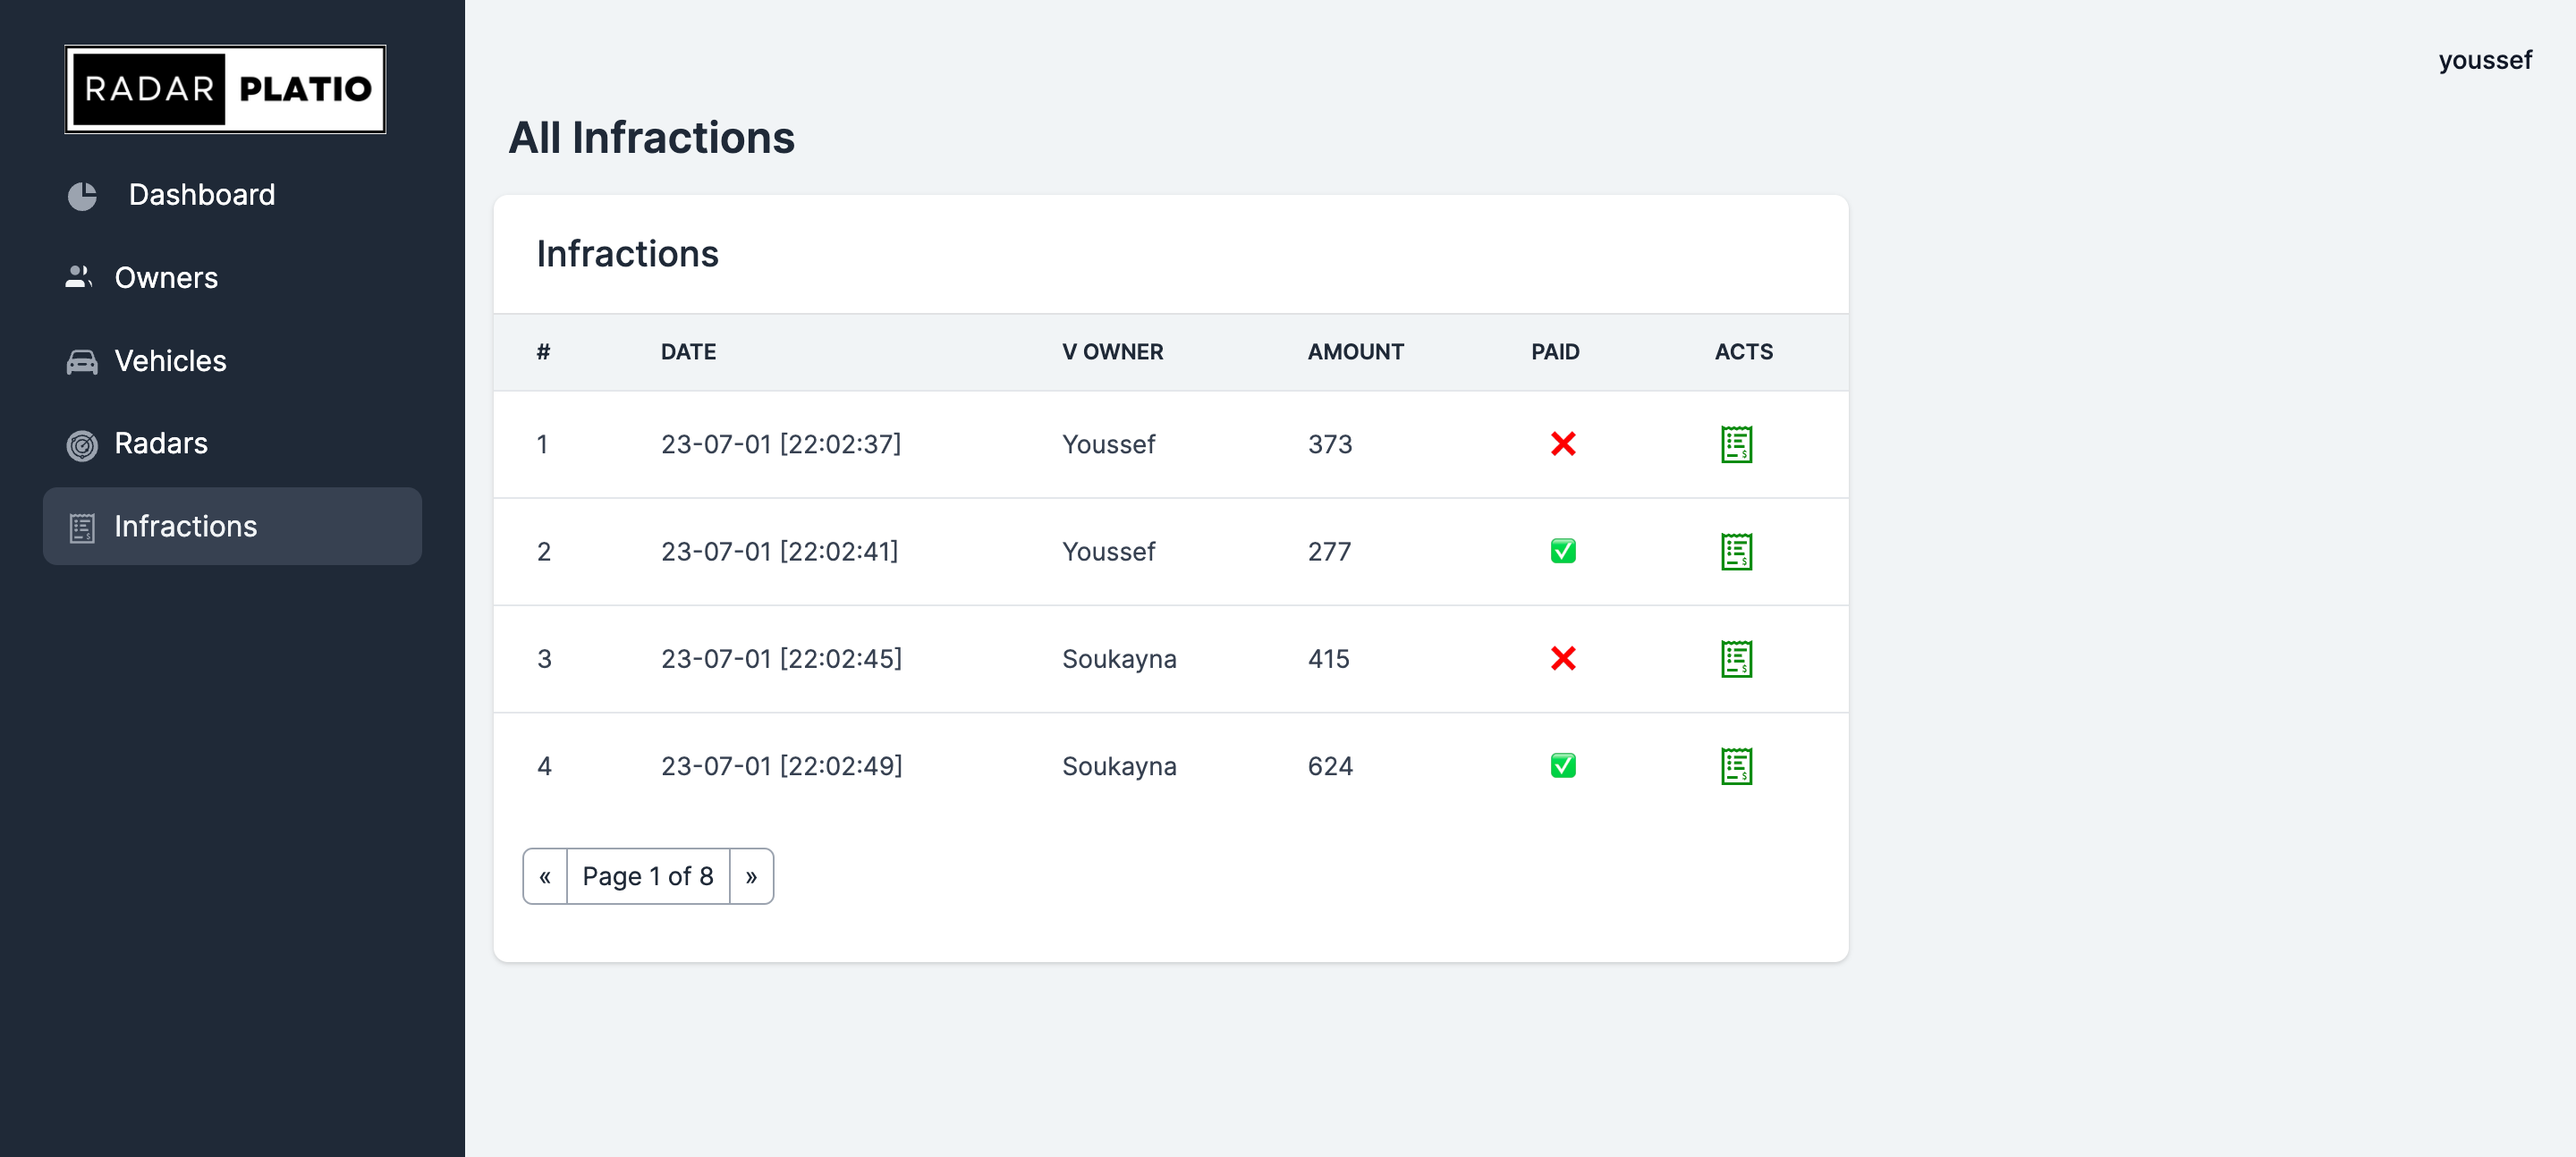 RADAR PLATIO
youssef
Dashboard
Owners
Vehicles
Radars
Infractions
All Infractions
Infractions
# DATE V OWNER AMOUNT PAID ACTS
1 23-07-01 [22:02:37] Youssef 373 ❌
2 23-07-01 [22:02:41] Youssef 277 ✅
3 23-07-01 [22:02:45] Soukayna 415 ❌
4 23-07-01 [22:02:49] Soukayna 624 ✅
« Page 1 of 8 »